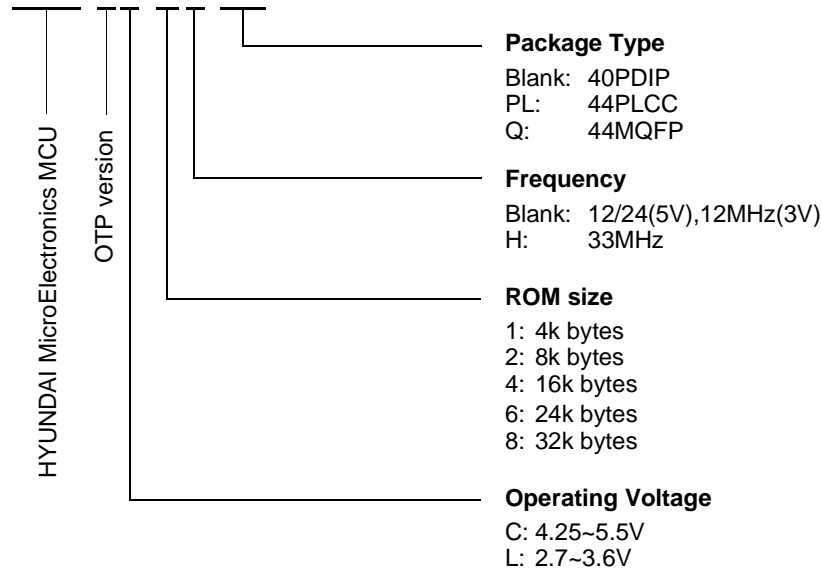 Package Type
Blank: 40PDIP
PL: 44PLCC
Q: 44MQFP
Frequency
Blank: 12/24(5V),12MHz(3V)
H: 33MHz
ROM size
1: 4k bytes
2: 8k bytes
4: 16k bytes
6: 24k bytes
8: 32k bytes
Operating Voltage
C: 4.25~5.5V
L: 2.7~3.6V
OTP version
HYUNDAI MicroElectronics MCU